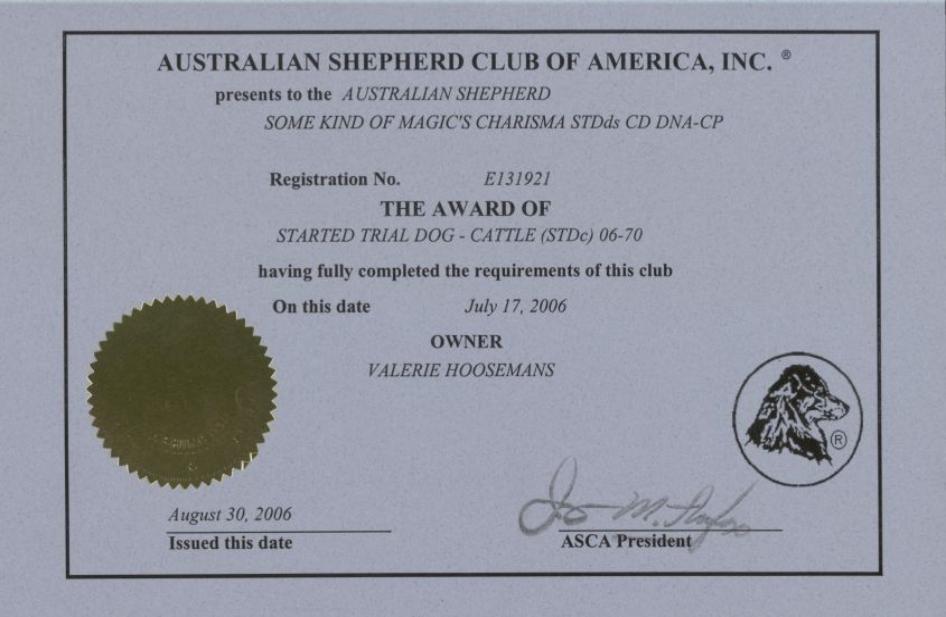 AUSTRALIAN SHEPHERD CLUB OF AMERICA, INC. ®
presents to the AUSTRALIAN SHEPHERD
SOME KIND OF MAGIC'S CHARISMA STDds CD DNA-CP
Registration No. E131921
THE AWARD OF
STARTED TRIAL DOG - CATTLE (STDc) 06-70
having fully completed the requirements of this club
On this date July 17, 2006
OWNER
VALERIE HOOSEMANS
®
August 30, 2006
Issued this date
ASCA President